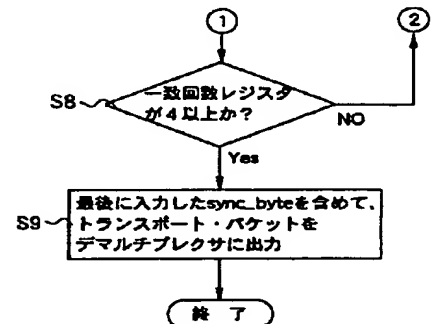 1
2
S8
一致回数レジスタ
が4以上か?
NO
Yes
S9
最後に入力したsync_byteを含めて、
トランスポート・パケットを
デマルチプレクサに出力
終 了